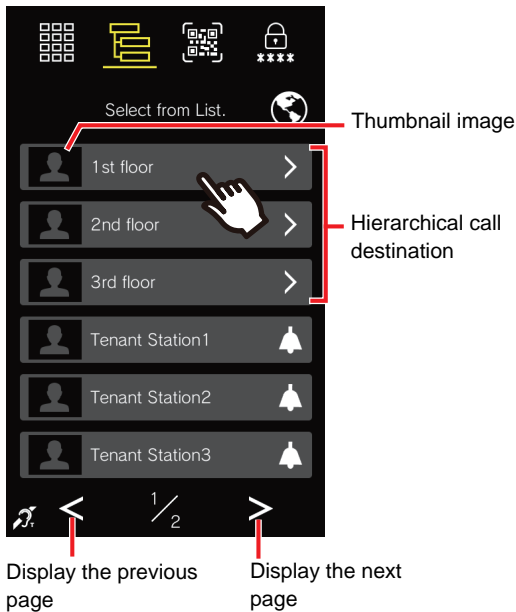 ****
Select from List.
Thumbnail image
1st floor
2nd floor
Hierarchical call
destination
3rd floor
Tenant Station1
Tenant Station2
Tenant Station3
<
1/2
>
T
Display the previous
page
Display the next
page